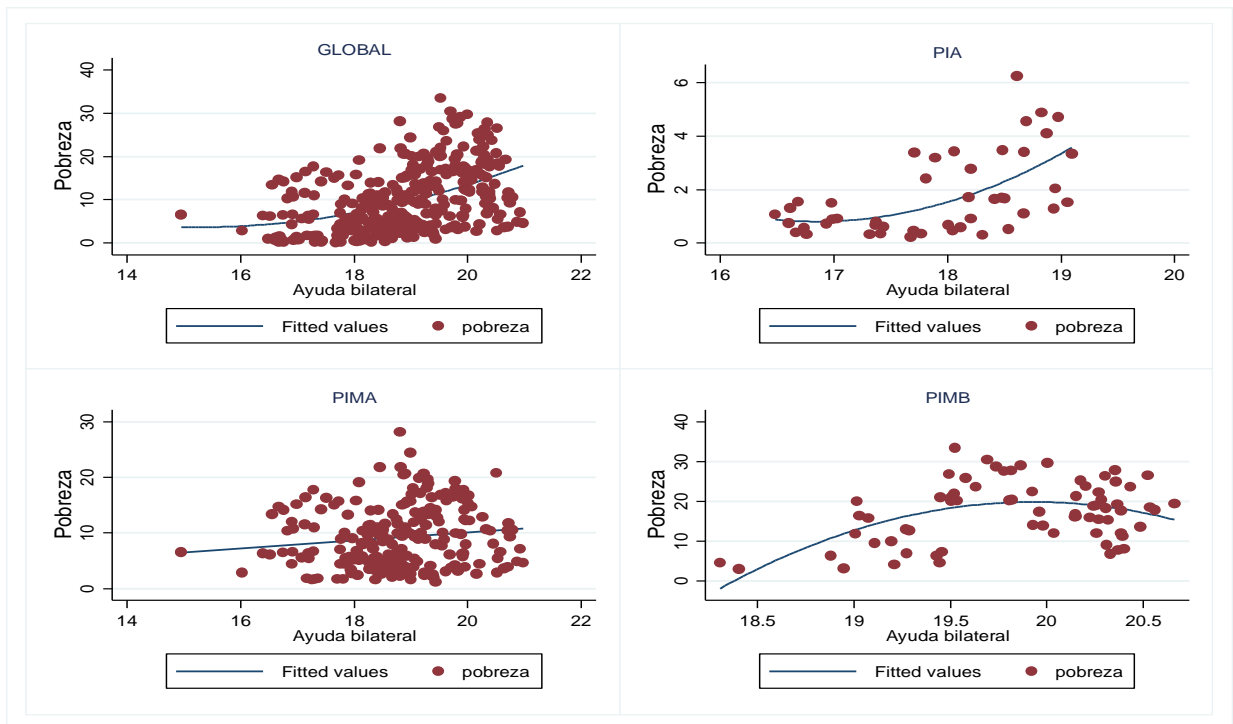 GLOBAL
Pobreza
40
30
20
10
0
14 16 18 20 22
Ayuda bilateral
Fitted values pobreza
PIA
Pobreza
6
4
2
0
16 17 18 19 20
Ayuda bilateral
Fitted values pobreza
PIMA
Pobreza
30
20
10
0
14 16 18 20 22
Ayuda bilateral
Fitted values pobreza
PIMB
Pobreza
40
30
20
10
0
18.5 19 19.5 20 20.5
Ayuda bilateral
Fitted values pobreza